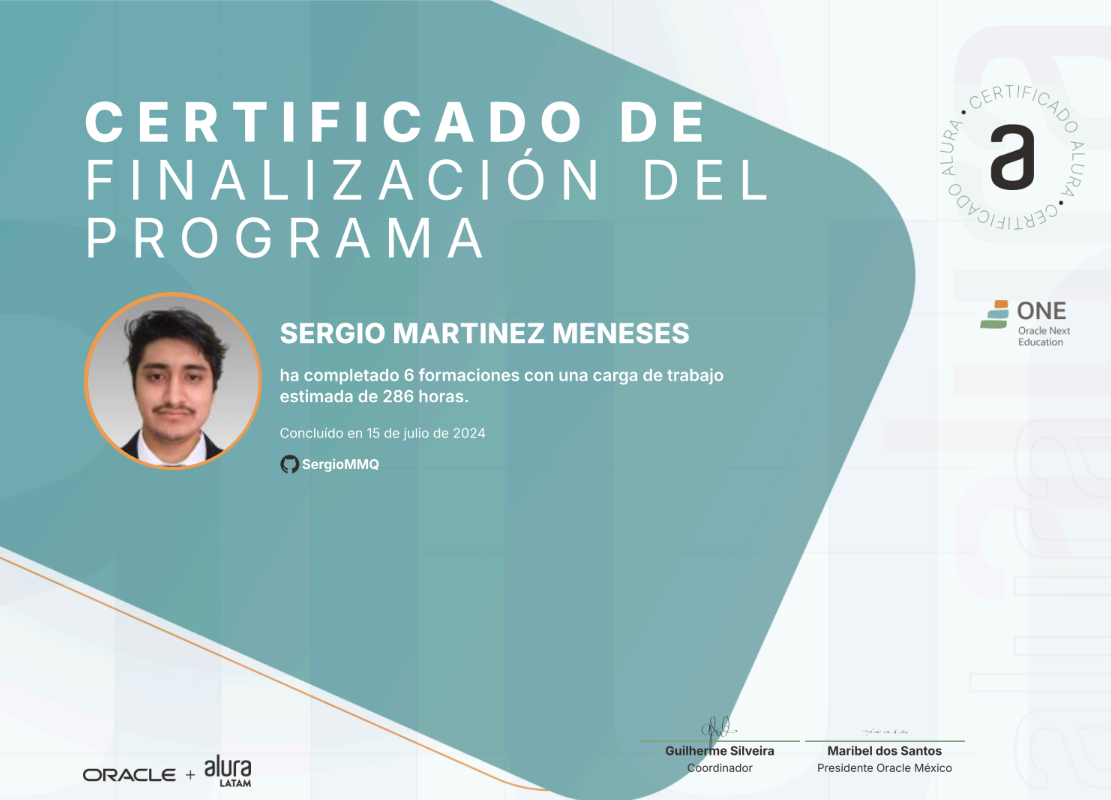 CERTIFICADO DE
FINALIZACIÓN DEL
PROGRAMA
CERTIFICADO ALURA • CERTIFICADO ALURA •
a
ONE
Oracle Next
Education
SERGIO MARTINEZ MENESES
ha completado 6 formaciones con una carga de trabajo
estimada de 286 horas.
Concluído en 15 de julio de 2024
SergioMMQ
Guilherme Silveira
Coordinador
Maribel dos Santos
Presidente Oracle México
ORACLE + alura
LATAM